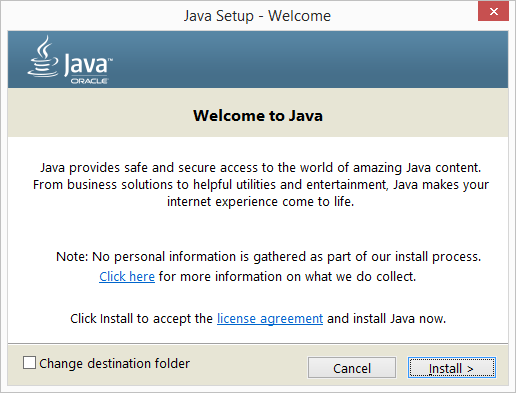 Java Setup - Welcome
Java™
ORACLE
Welcome to Java
Java provides safe and secure access to the world of amazing Java content.
From business solutions to helpful utilities and entertainment, Java makes your
internet experience come to life.
Note: No personal information is gathered as part of our install process.
Click here for more information on what we do collect.
Click Install to accept the license agreement and install Java now.
Change destination folder
Cancel
Install >